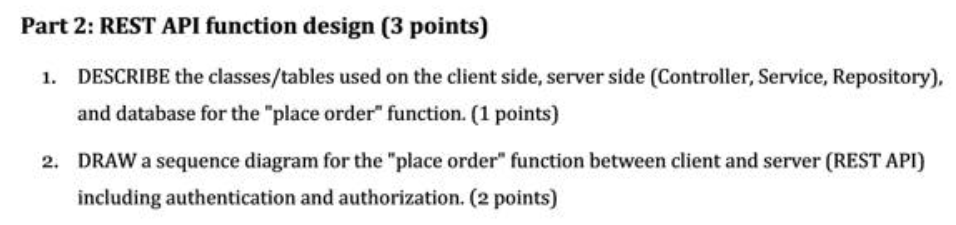 Part 2: REST API function design (3 points)
1. DESCRIBE the classes/tables used on the client side, server side (Controller, Service, Repository),
and database for the "place order" function. (1 points)
2. DRAW a sequence diagram for the "place order" function between client and server (REST API)
including authentication and authorization. (2 points)